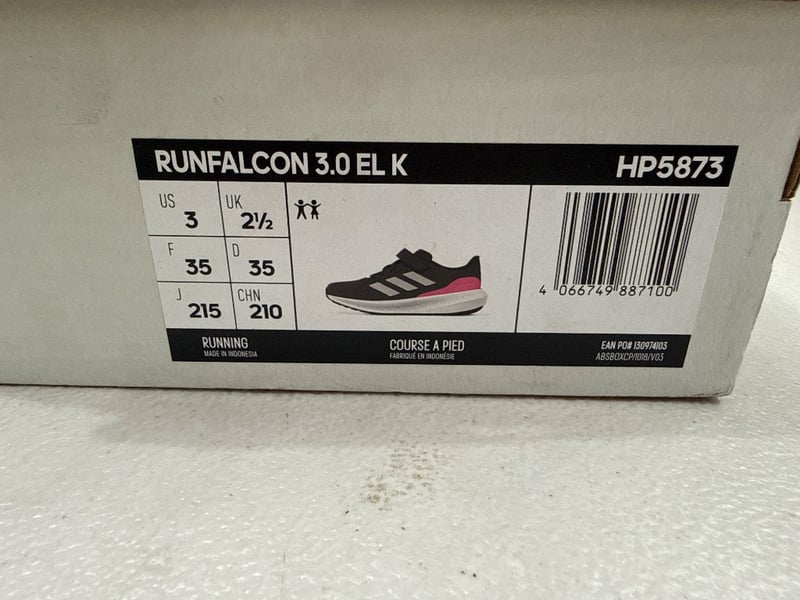 RUNFALCON 3.0 EL K HP5873
US 3 UK 2½
F 35 D 35
J 215 CHN 210
4 066749 887100
RUNNING
MADE IN INDONESIA
COURSE A PIED
FABRIQUÉ EN INDONÉSIE
EAN PO# 130974103
ABSBOXCP/1018/V03